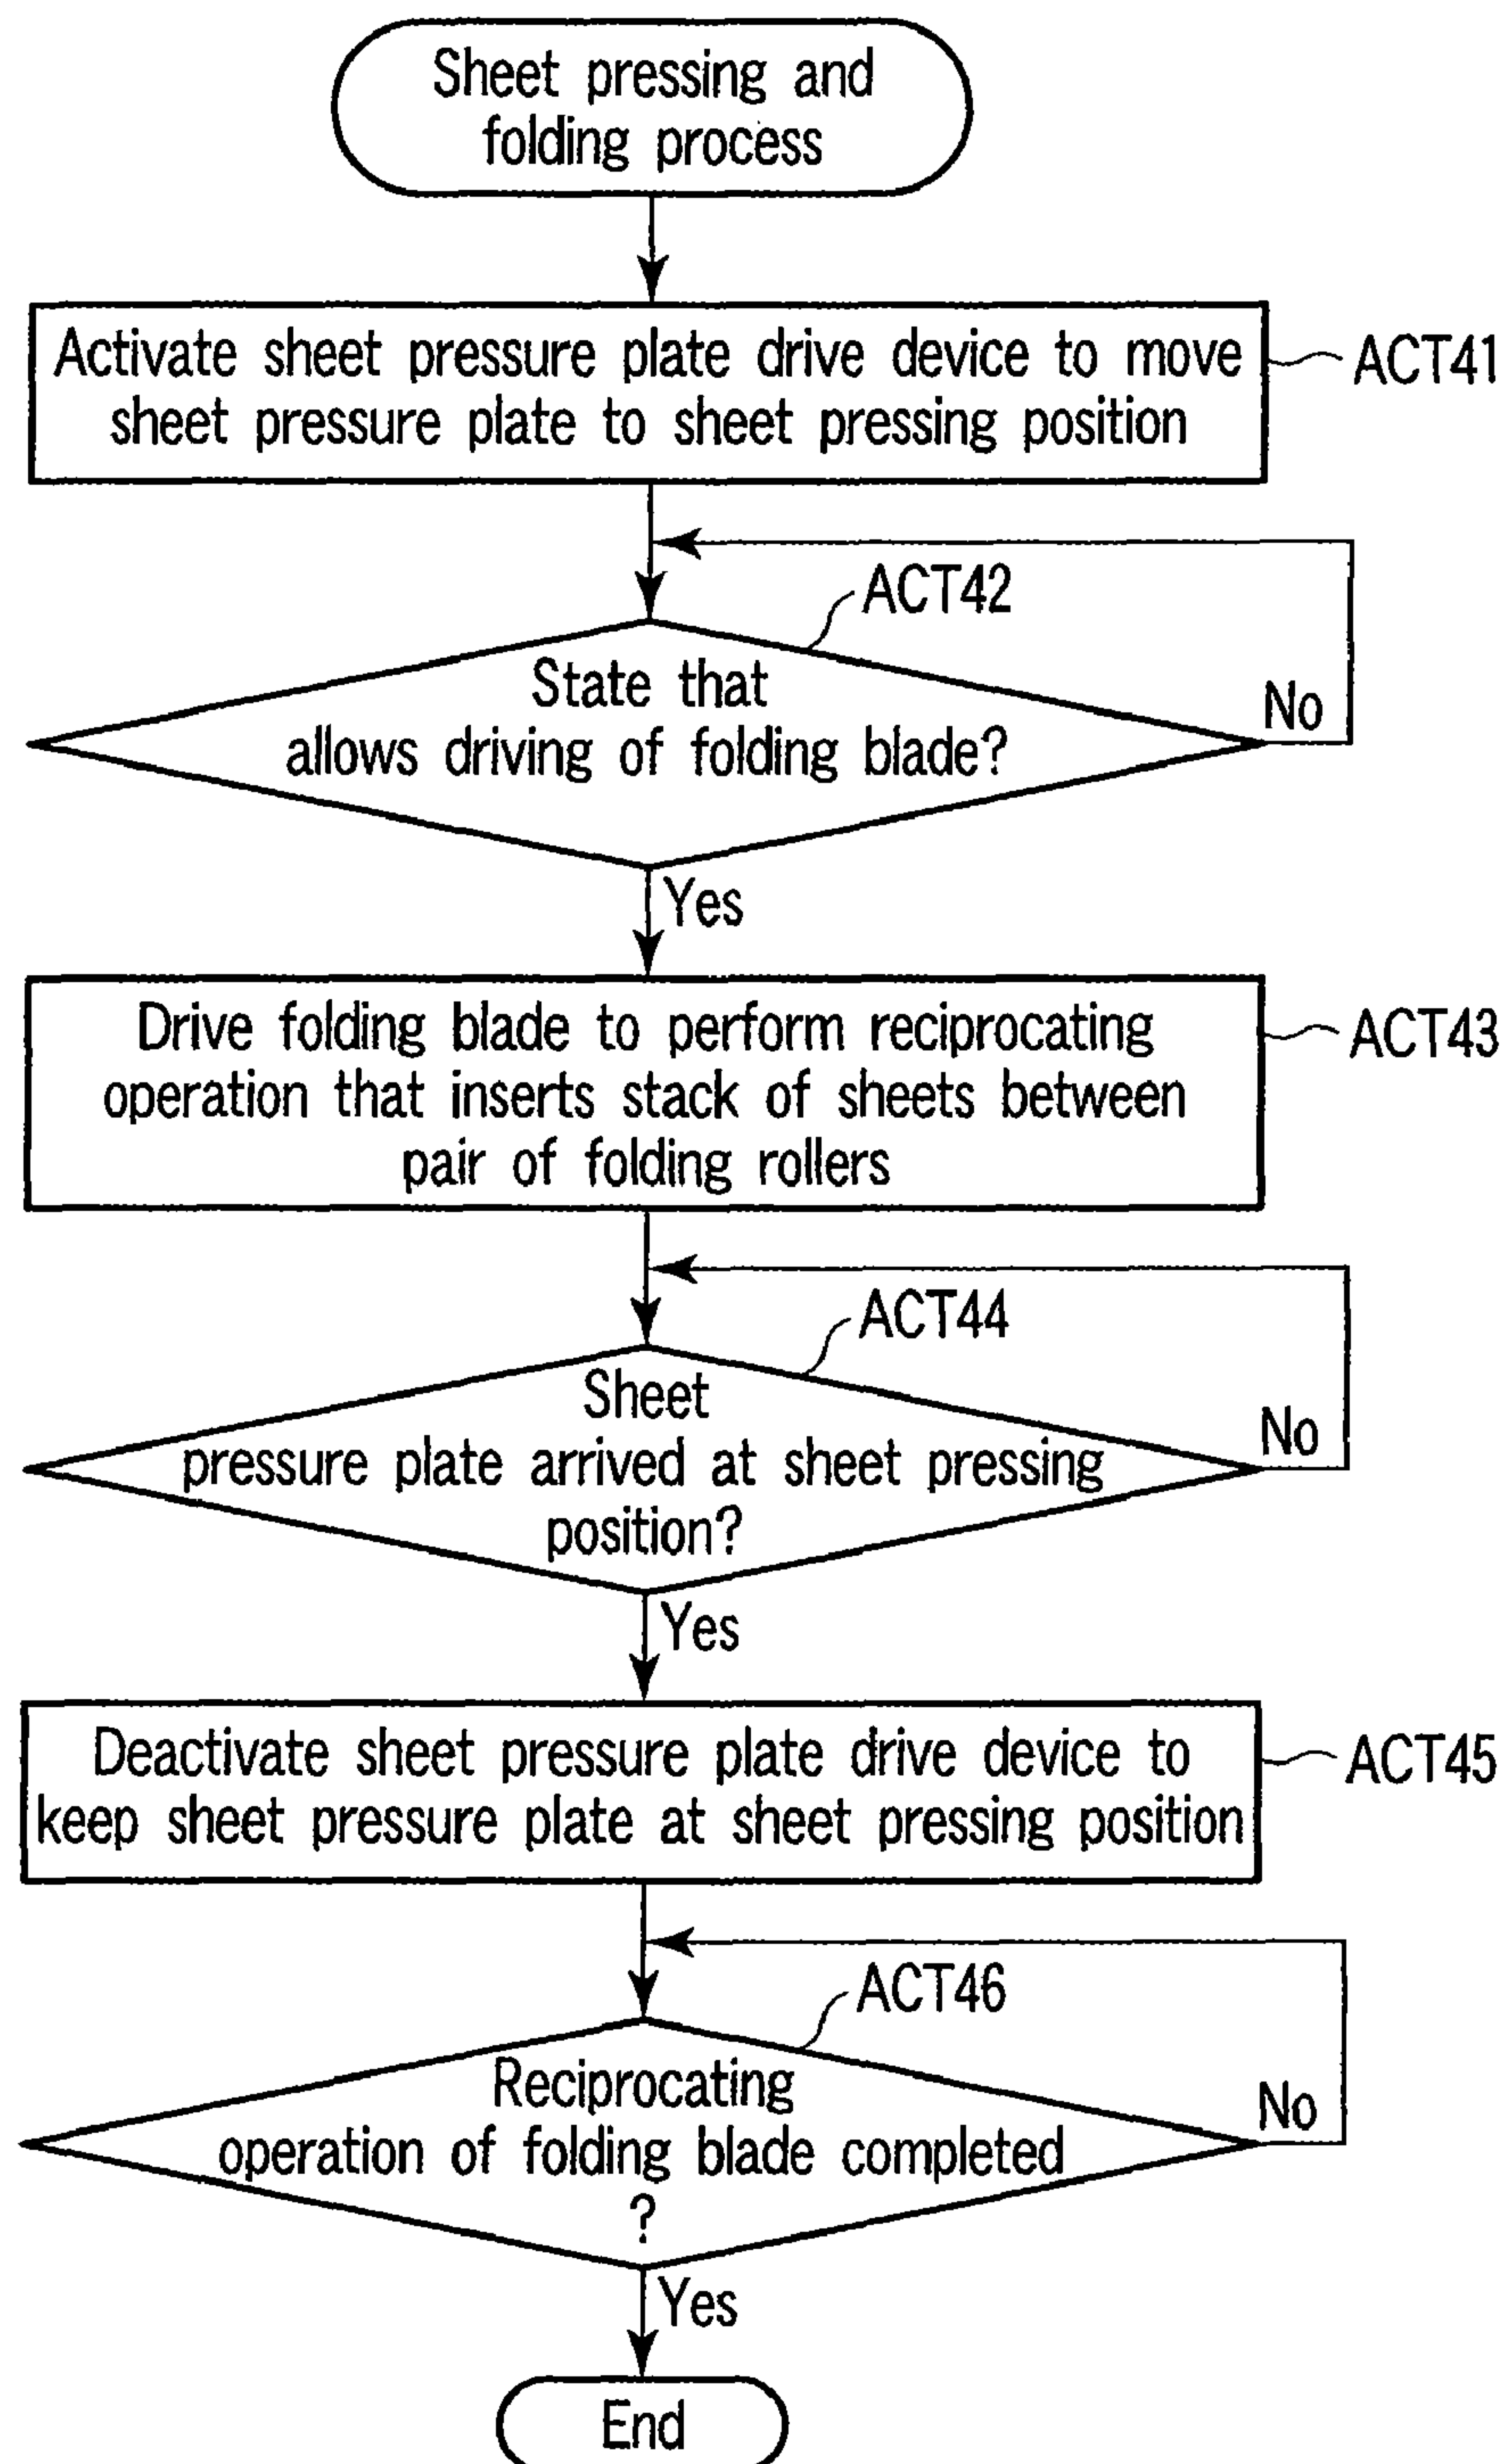 Sheet pressing and
folding process
Activate sheet pressure plate drive device to move
sheet pressure plate to sheet pressing position
ACT41
ACT42
State that
allows driving of folding blade?
No
Yes
Drive folding blade to perform reciprocating
operation that inserts stack of sheets between
pair of folding rollers
ACT43
ACT44
Sheet
pressure plate arrived at sheet pressing
position?
No
Yes
Deactivate sheet pressure plate drive device to
keep sheet pressure plate at sheet pressing position
ACT45
ACT46
Reciprocating
operation of folding blade completed
?
No
Yes
End